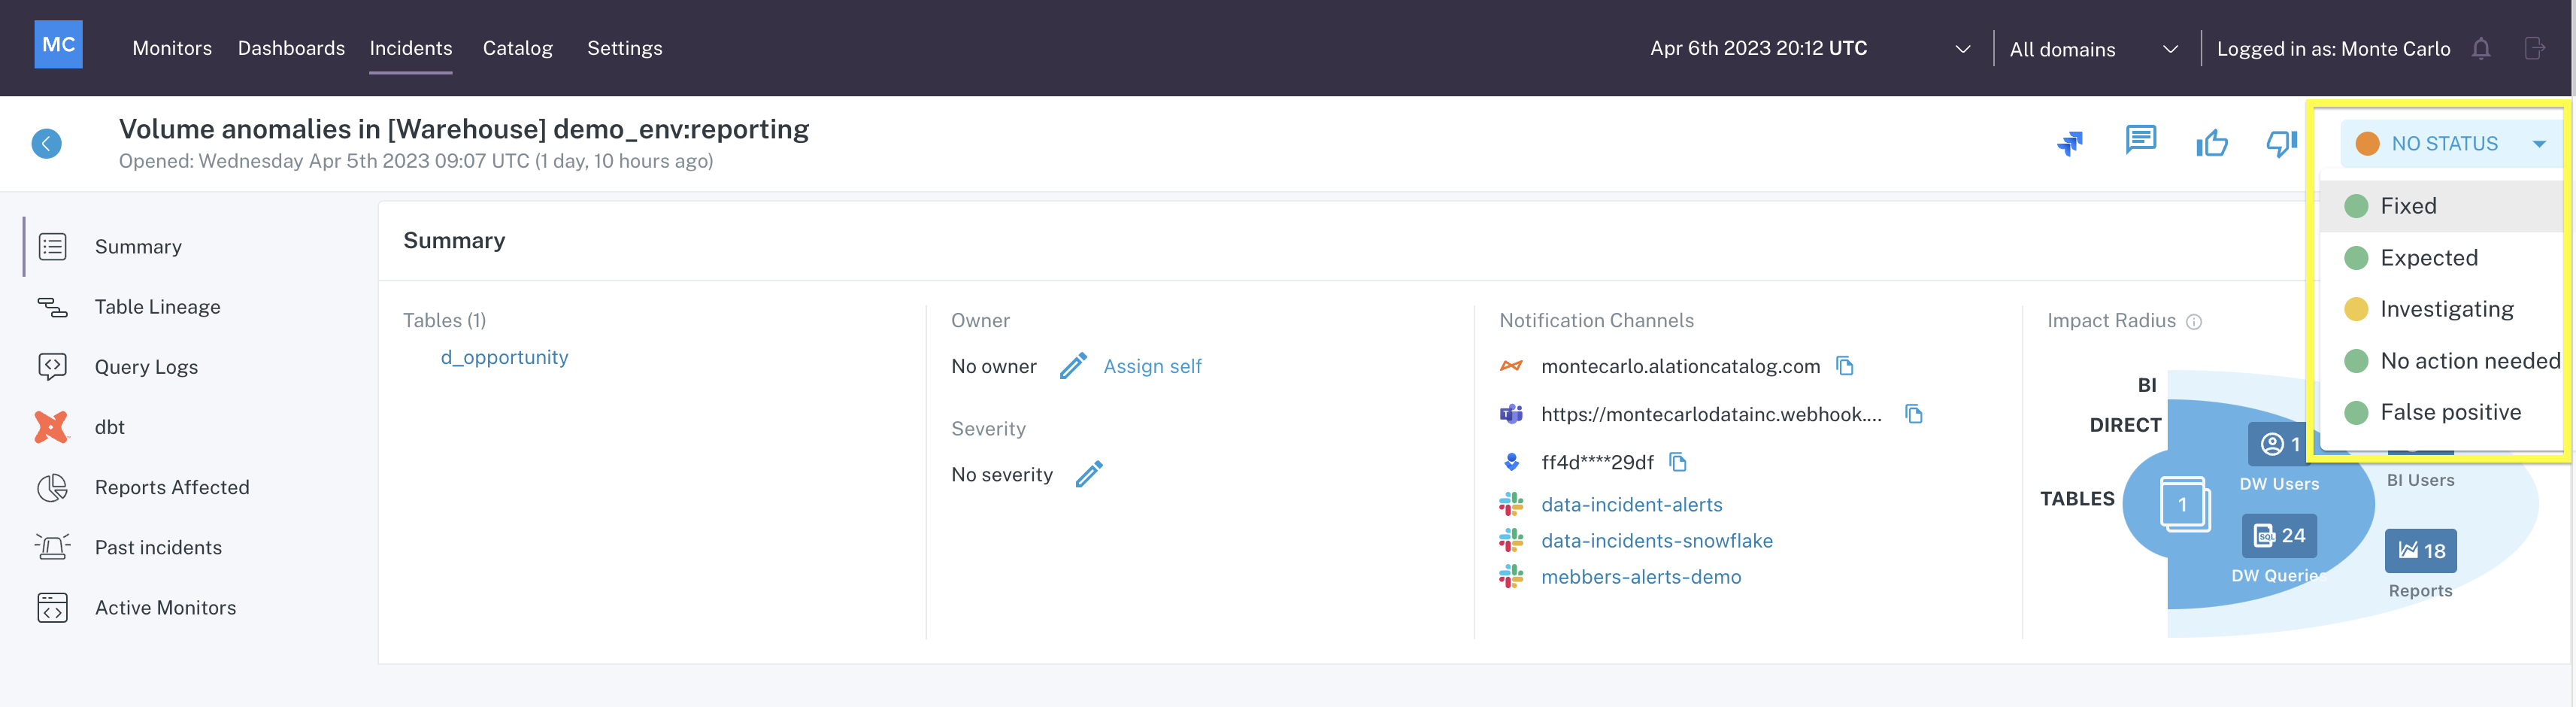 MC
Monitors Dashboards Incidents Catalog Settings
Apr 6th 2023 20:12 UTC
All domains
Logged in as: Monte Carlo
Volume anomalies in [Warehouse] demo_env:reporting
Opened: Wednesday Apr 5th 2023 09:07 UTC (1 day, 10 hours ago)
NO STATUS
Fixed
Expected
Investigating
No action needed
False positive
Summary
Table Lineage
Query Logs
dbt
Reports Affected
Past incidents
Active Monitors
Summary
Tables (1)
d_opportunity
Owner
No owner
Assign self
Severity
No severity
Notification Channels
montecarlo.alationcatalog.com
https://montecarlodatainc.webhook....
ff4d****29df
data-incident-alerts
data-incidents-snowflake
mebbers-alerts-demo
Impact Radius
BI
DIRECT
TABLES
1
1
DW Users
SQL 24
DW Queries
BI Users
18
Reports